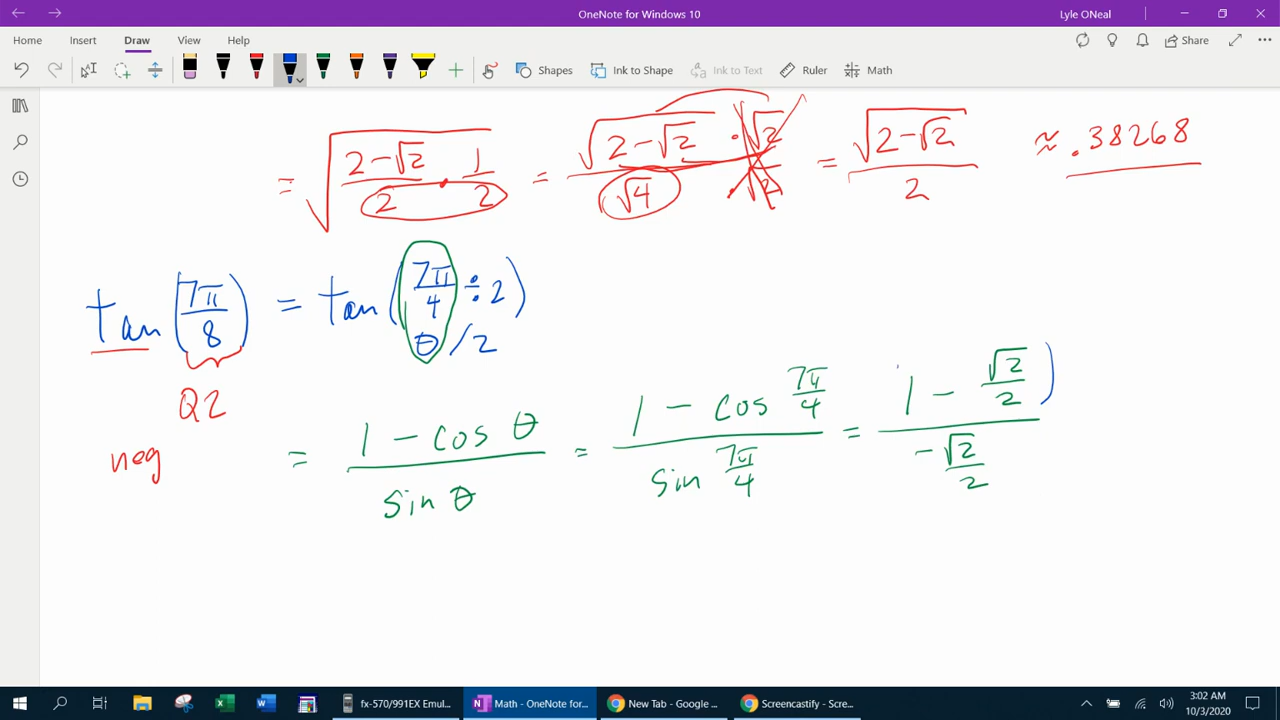 OneNote for Windows 10
Lyle ONeal
Home Insert Draw View Help
Share
Shapes Ink to Shape Ink to Text Ruler Math
= √((2-√2)/2 · 1/2) = (√(2-√2) · √2)/(√4 · √2) = √(2-√2)/2 ≈ .38268
tan(7π/8) = tan(7π/4 ÷ 2)
θ/2
Q2
neg
= (1 - cos θ)/(sin θ) = (1 - cos 7π/4)/(sin 7π/4) = (1 - √2/2)/(-√2/2)
fx-570/991EX Emul... Math - OneNote for... New Tab - Google ... Screencastify - Scre...
3:02 AM
10/3/2020